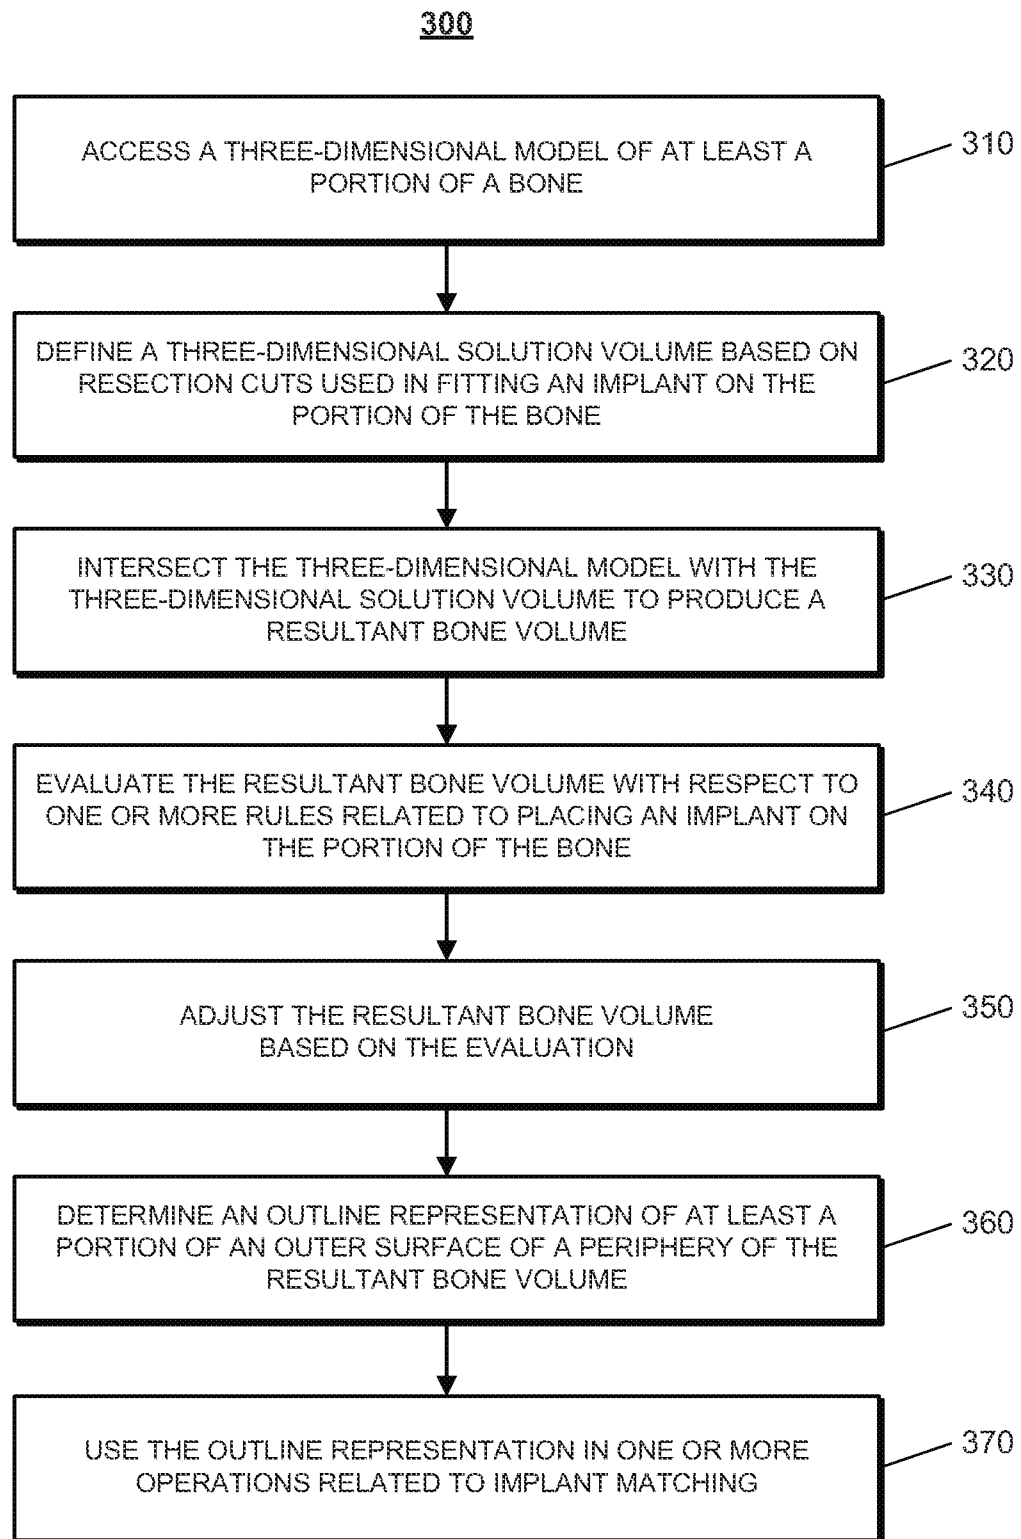 300
ACCESS A THREE-DIMENSIONAL MODEL OF AT LEAST A
PORTION OF A BONE
310
DEFINE A THREE-DIMENSIONAL SOLUTION VOLUME BASED ON
RESECTION CUTS USED IN FITTING AN IMPLANT ON THE
PORTION OF THE BONE
320
INTERSECT THE THREE-DIMENSIONAL MODEL WITH THE
THREE-DIMENSIONAL SOLUTION VOLUME TO PRODUCE A
RESULTANT BONE VOLUME
330
EVALUATE THE RESULTANT BONE VOLUME WITH RESPECT TO
ONE OR MORE RULES RELATED TO PLACING AN IMPLANT ON
THE PORTION OF THE BONE
340
ADJUST THE RESULTANT BONE VOLUME
BASED ON THE EVALUATION
350
DETERMINE AN OUTLINE REPRESENTATION OF AT LEAST A
PORTION OF AN OUTER SURFACE OF A PERIPHERY OF THE
RESULTANT BONE VOLUME
360
USE THE OUTLINE REPRESENTATION IN ONE OR MORE
OPERATIONS RELATED TO IMPLANT MATCHING
370